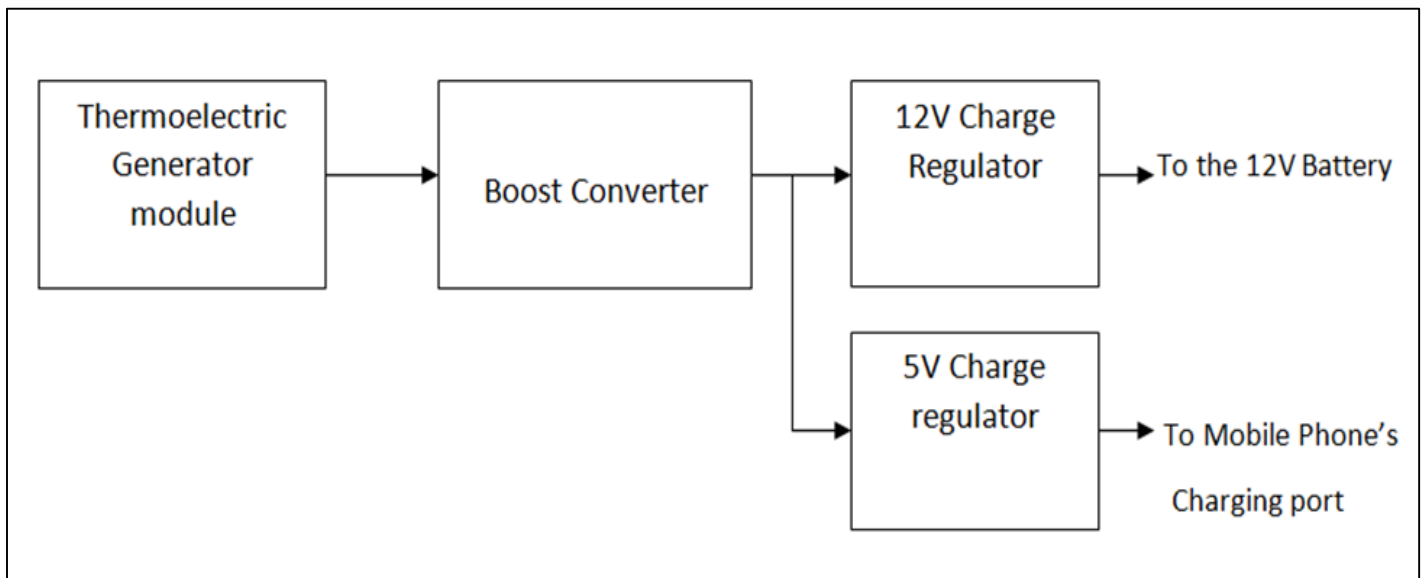 Thermoelectric
Generator
module
Boost Converter
12V Charge
Regulator
To the 12V Battery
5V Charge
regulator
To Mobile Phone's
Charging port